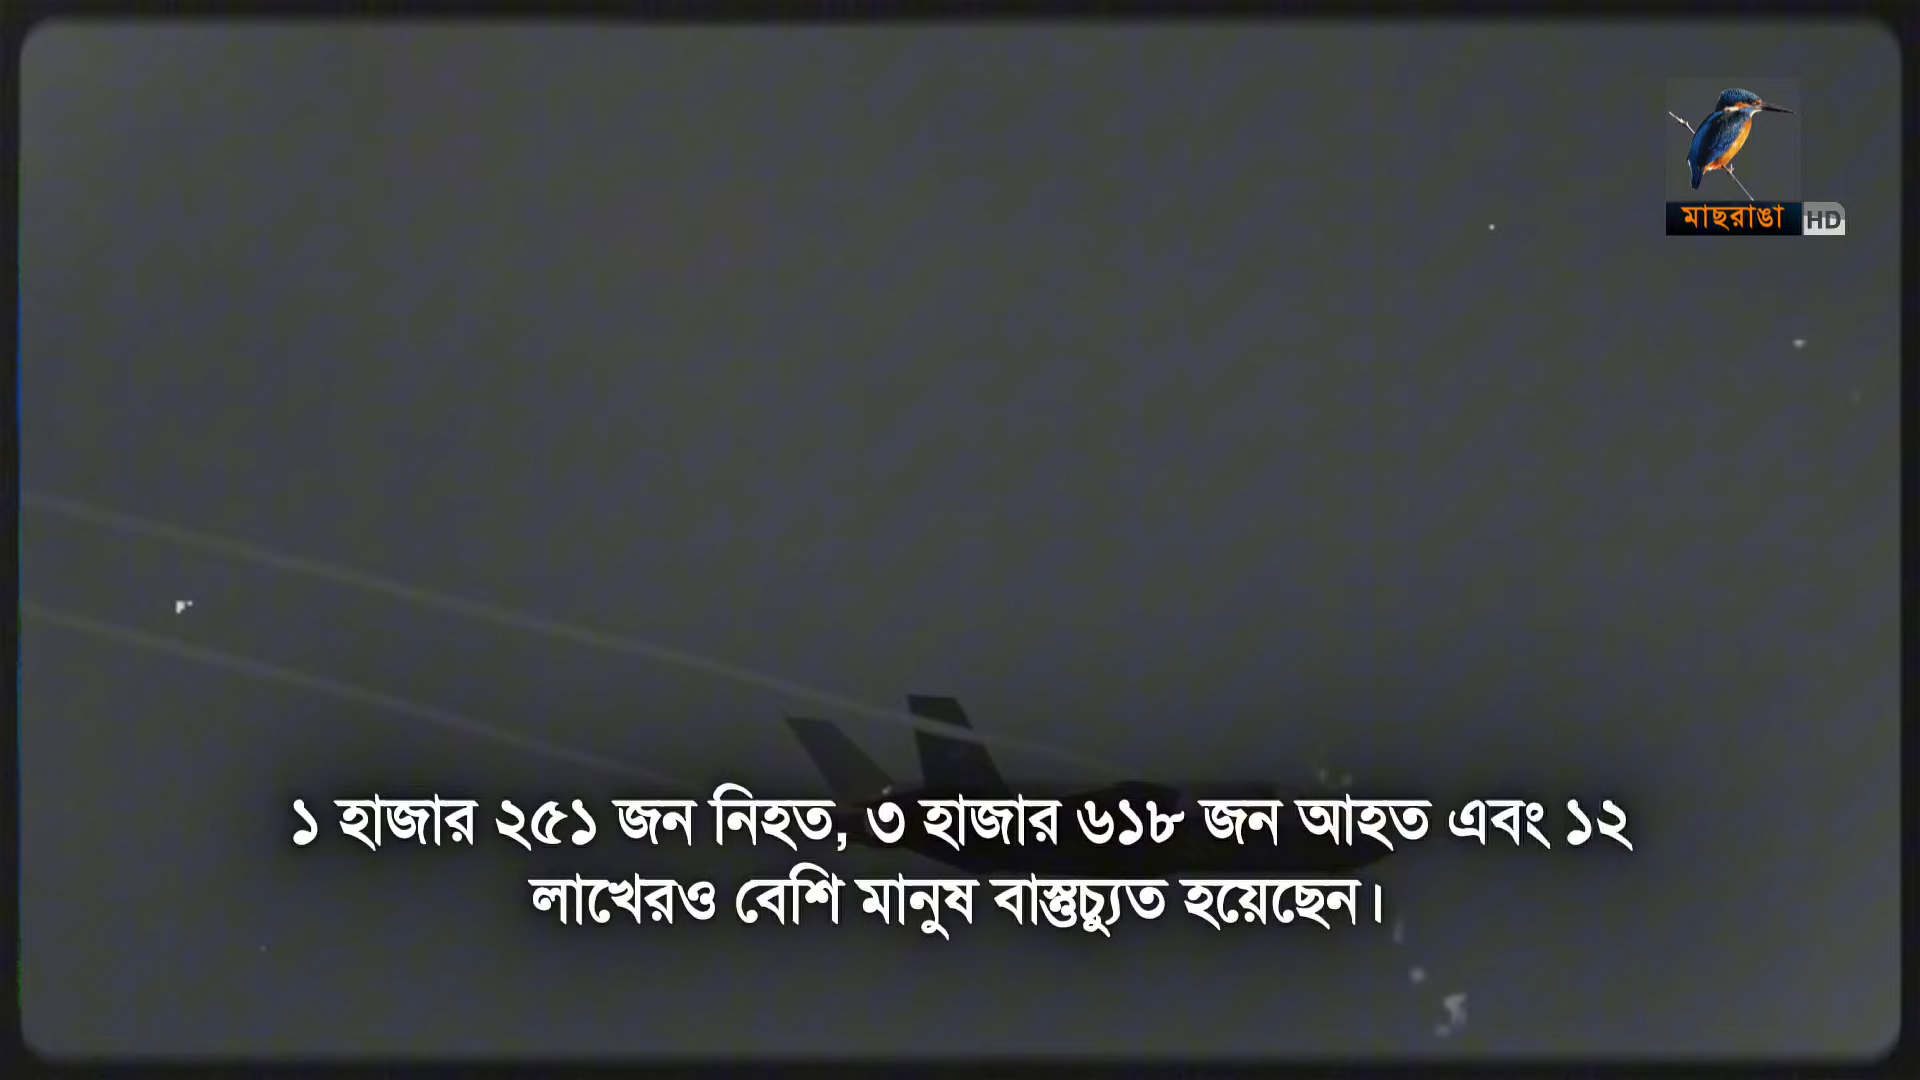 মাছরাঙা HD
১ হাজার ২৫১ জন নিহত, ৩ হাজার ৬১৮ জন আহত এবং ১২
লাখেরও বেশি মানুষ বাস্তুচ্যুত হয়েছেন।